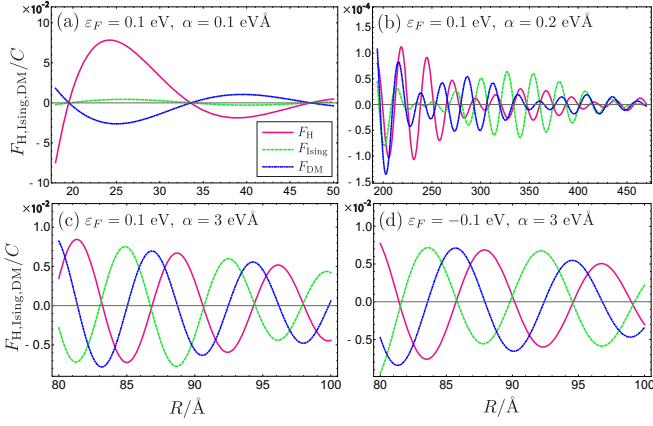 ×10⁻² (a) ε_F = 0.1 eV, α = 0.1 eVÅ
10
5
0
-5
-10
20 25 30 35 40 45 50
F_H
F_Ising
F_DM
F_H,Ising,DM/C
×10⁻⁴ (b) ε_F = 0.1 eV, α = 0.2 eVÅ
1.5
1.0
0.5
0.0
-0.5
-1.0
-1.5
200 250 300 350 400 450
×10⁻² (c) ε_F = 0.1 eV, α = 3 eVÅ
1.0
0.5
0.0
-0.5
80 85 90 95 100
F_H,Ising,DM/C
R/Å
×10⁻² (d) ε_F = −0.1 eV, α = 3 eVÅ
1.0
0.5
0.0
-0.5
80 85 90 95 100
R/Å